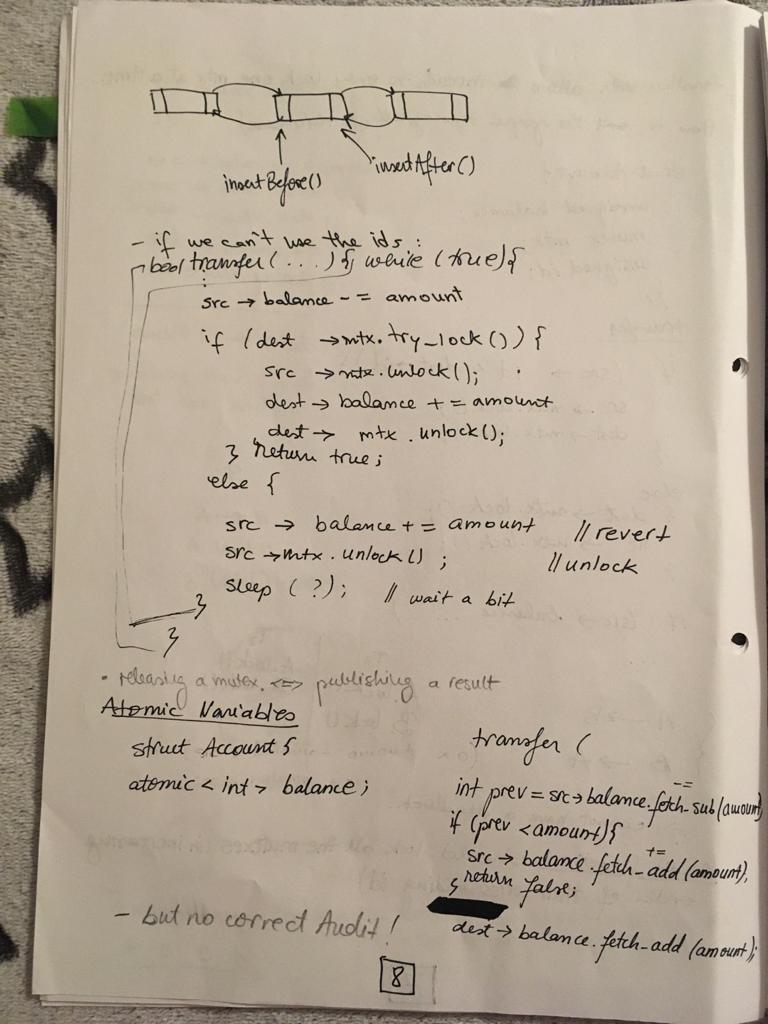 insertBefore()
insertAfter()
- if we can't use the ids :
bool transfer (...) { while (true) {
:
src → balance -= amount
if (dest → mtx.try_lock()) {
src → mtx.unlock();
dest → balance += amount
dest → mtx.unlock();
} return true;
else {
src → balance += amount // revert
src → mtx.unlock() ; // unlock
sleep (?); // wait a bit
}
}
• releasing a mutex <=> publishing a result
Atomic Variables
struct Account {
atomic < int > balance ;
transfer (
-=
int prev = src → balance.fetch_sub(amount)
if (prev < amount) {
+=
src → balance.fetch_add (amount),
} return false;
dest → balance.fetch_add (amount);
- but no correct Audit !
8